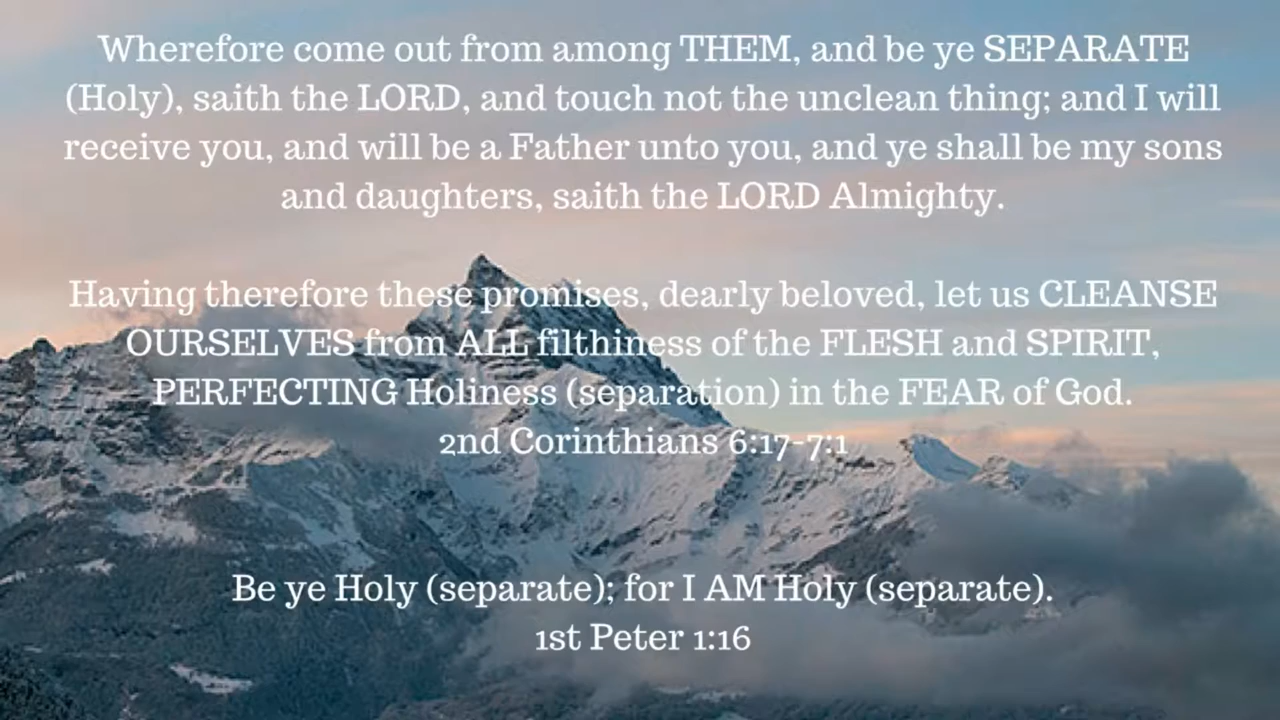 Wherefore come out from among THEM, and be ye SEPARATE
(Holy), saith the LORD, and touch not the unclean thing; and I will
receive you, and will be a Father unto you, and ye shall be my sons
and daughters, saith the LORD Almighty.
Having therefore these promises, dearly beloved, let us CLEANSE
OURSELVES from ALL filthiness of the FLESH and SPIRIT,
PERFECTING Holiness (separation) in the FEAR of God.
2nd Corinthians 6:17-7:1
Be ye Holy (separate); for I AM Holy (separate).
1st Peter 1:16